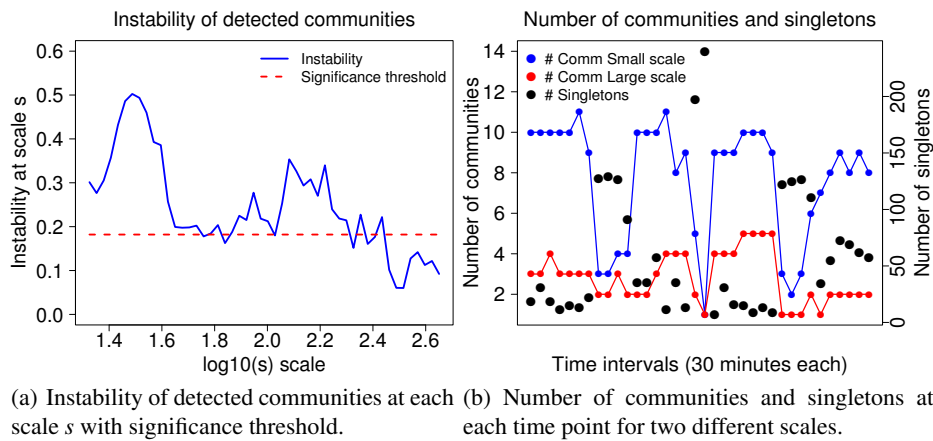 Instability of detected communities
0.6
0.5
0.4
0.3
0.2
0.1
0.0
Instability at scale s
Instability
Significance threshold
1.4 1.6 1.8 2.0 2.2 2.4 2.6
log10(s) scale
(a) Instability of detected communities at each
scale s with significance threshold.
Number of communities and singletons
14
12
10
8
6
4
2
Number of communities
# Comm Small scale
# Comm Large scale
# Singletons
200
150
100
50
0
Number of singletons
Time intervals (30 minutes each)
(b) Number of communities and singletons at
each time point for two different scales.